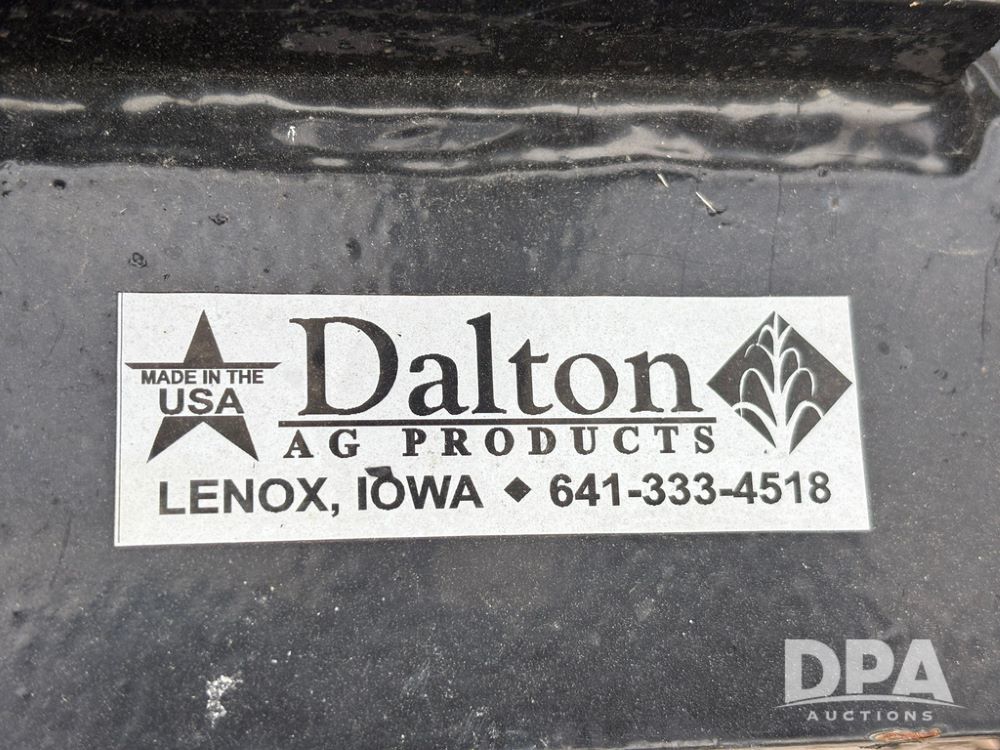 MADE IN THE
USA
Dalton
AG PRODUCTS
LENOX, IOWA ◆ 641-333-4518
DPA
AUCTIONS